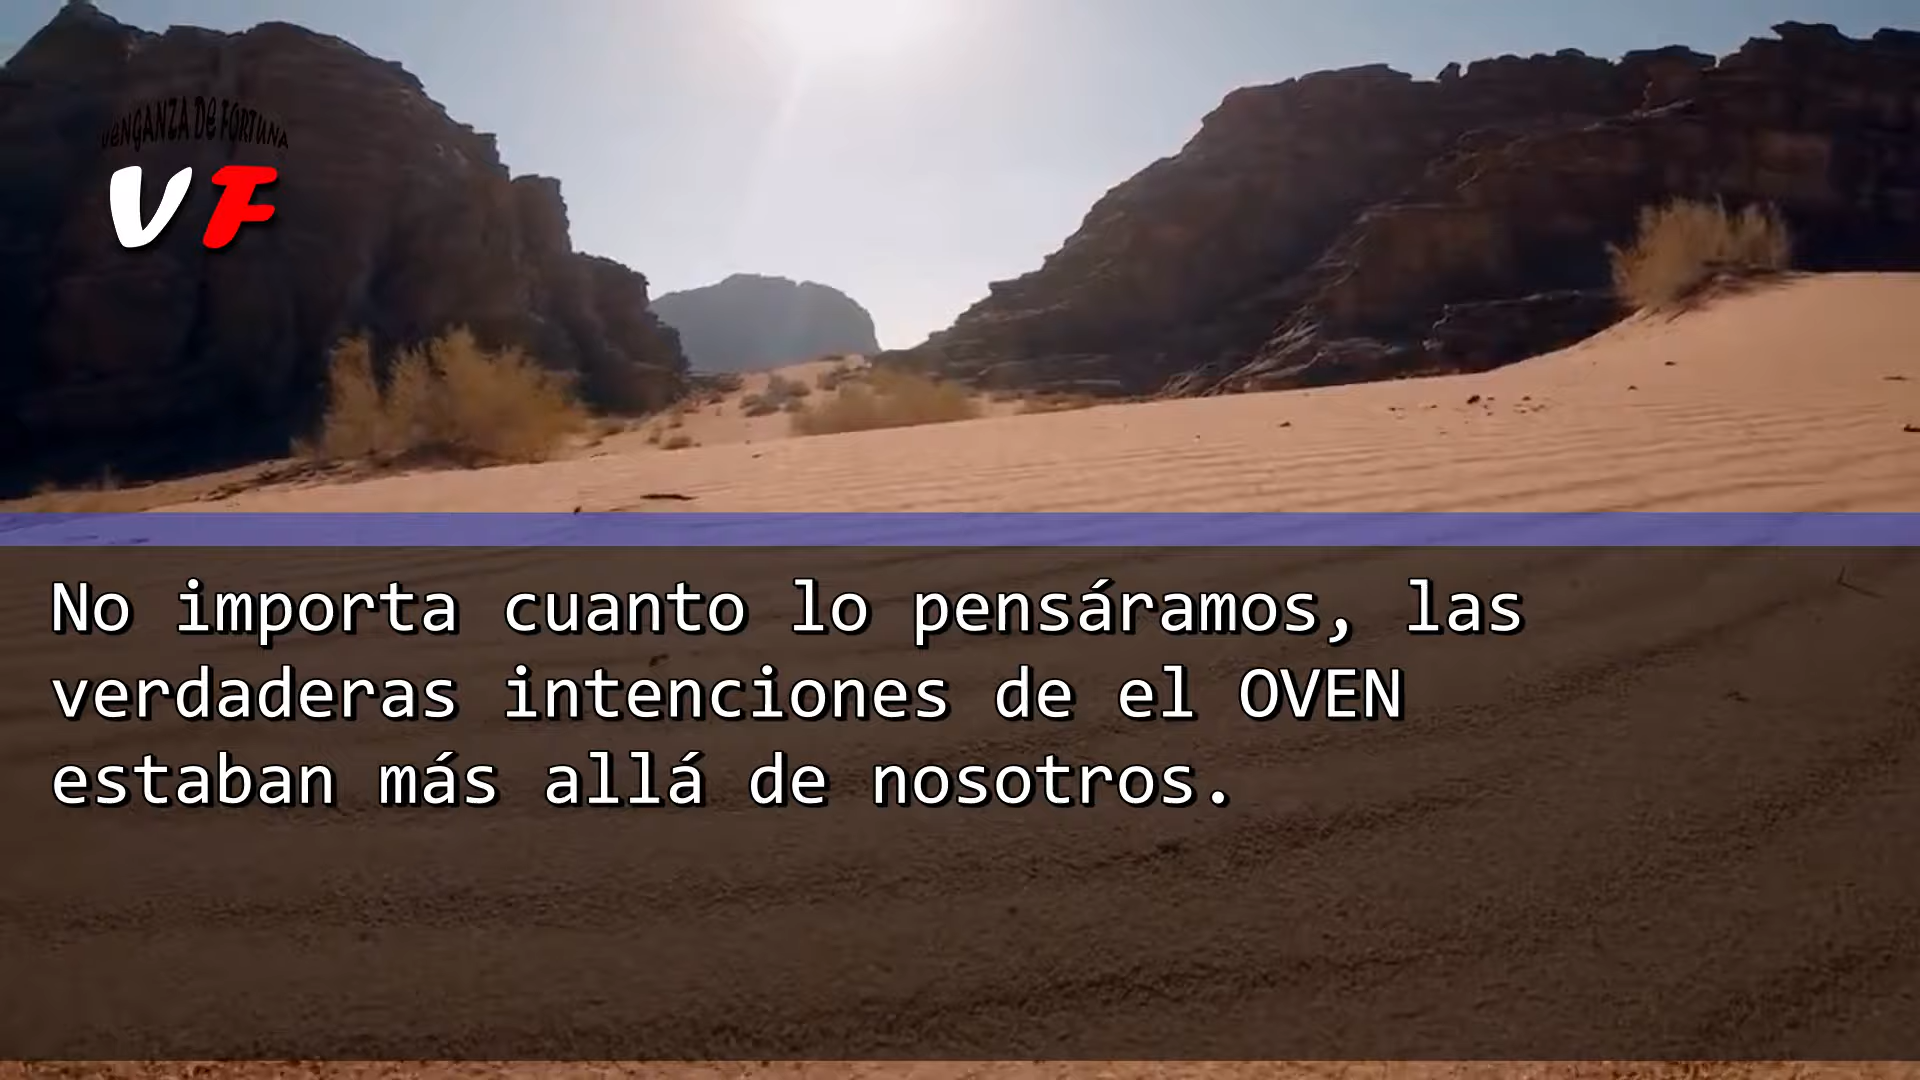 VENGANZA DE FORTUNA
VF
No importa cuanto lo pensáramos, las
verdaderas intenciones de el OVEN
estaban más allá de nosotros.